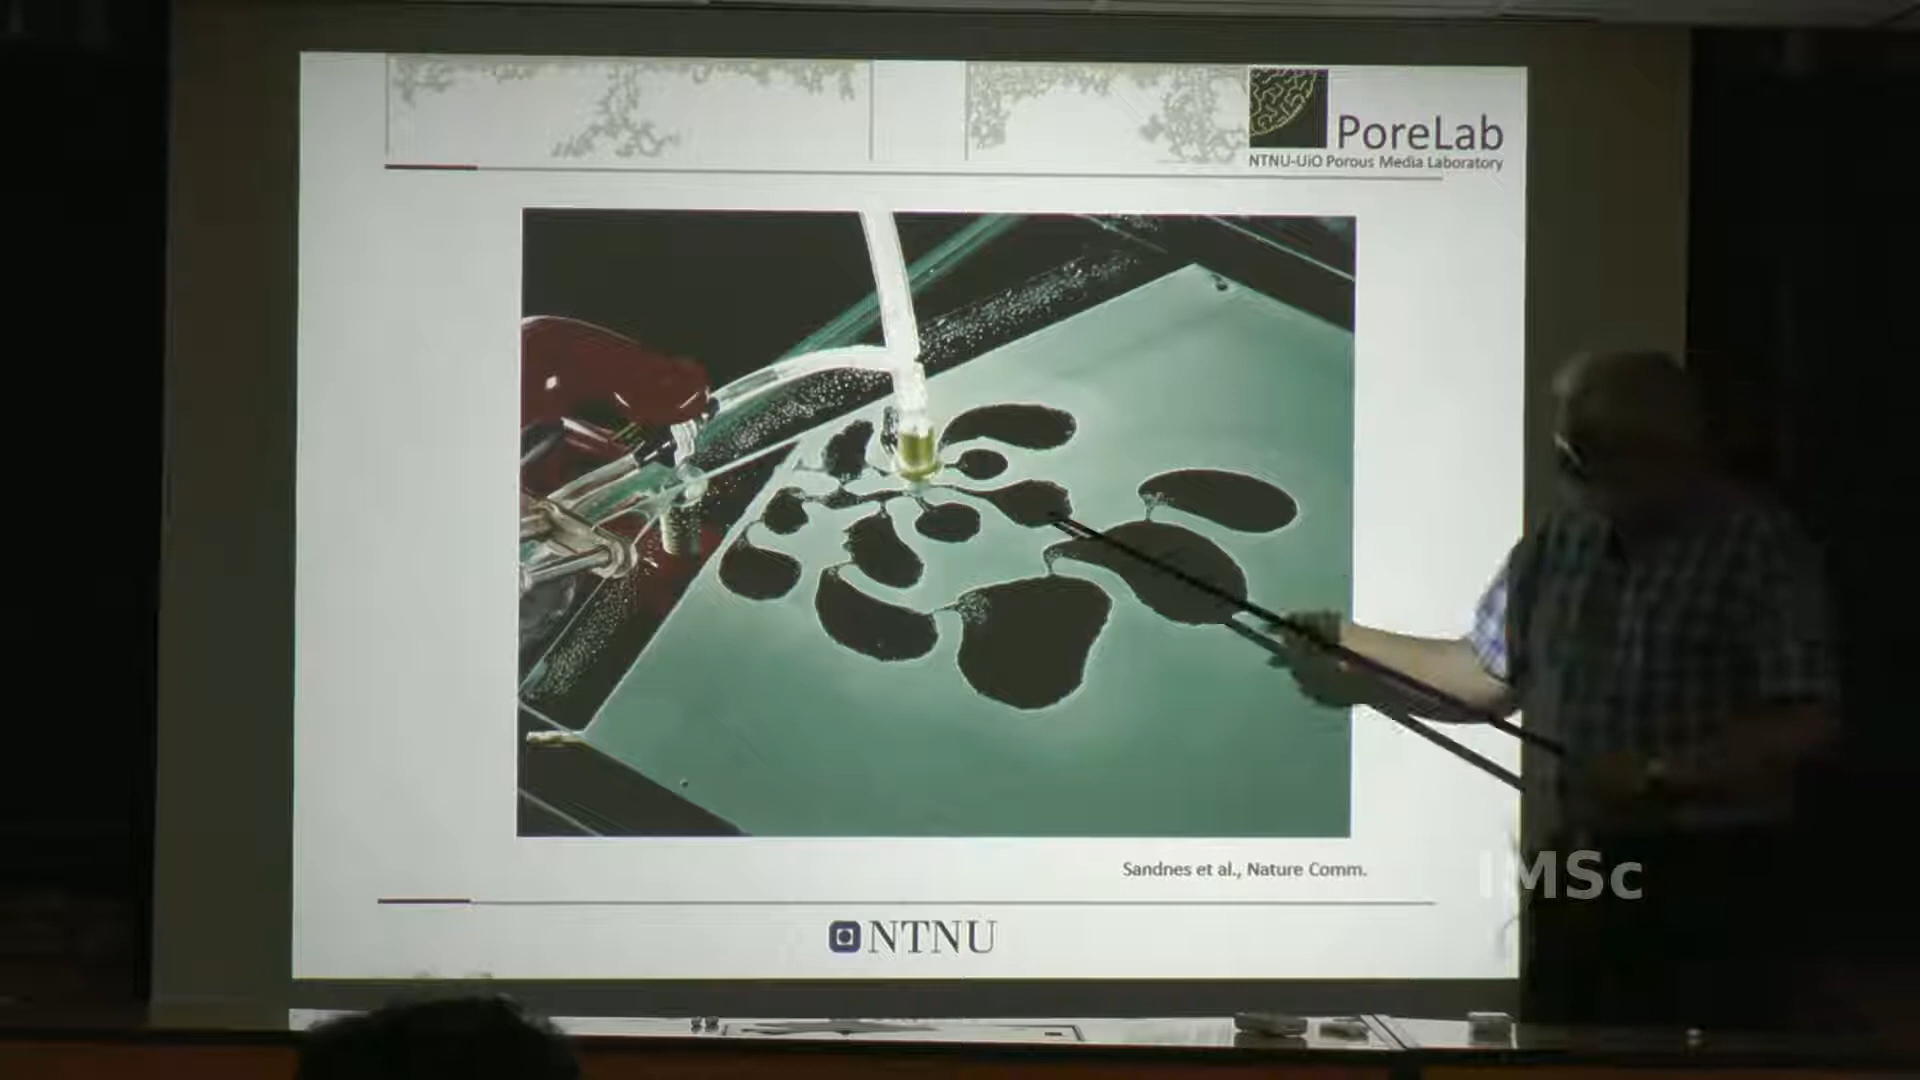 PoreLab
NTNU-UiO Porous Media Laboratory
Sandnes et al., Nature Comm.
IMSc
NTNU